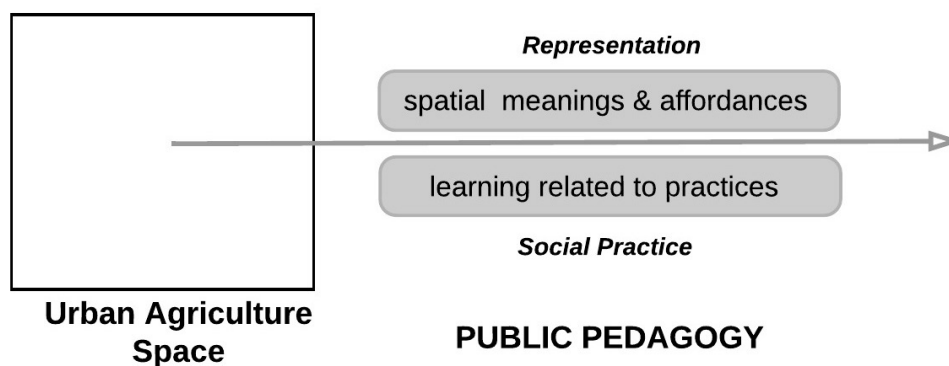 Representation
spatial meanings & affordances
learning related to practices
Social Practice
Urban Agriculture
Space
PUBLIC PEDAGOGY